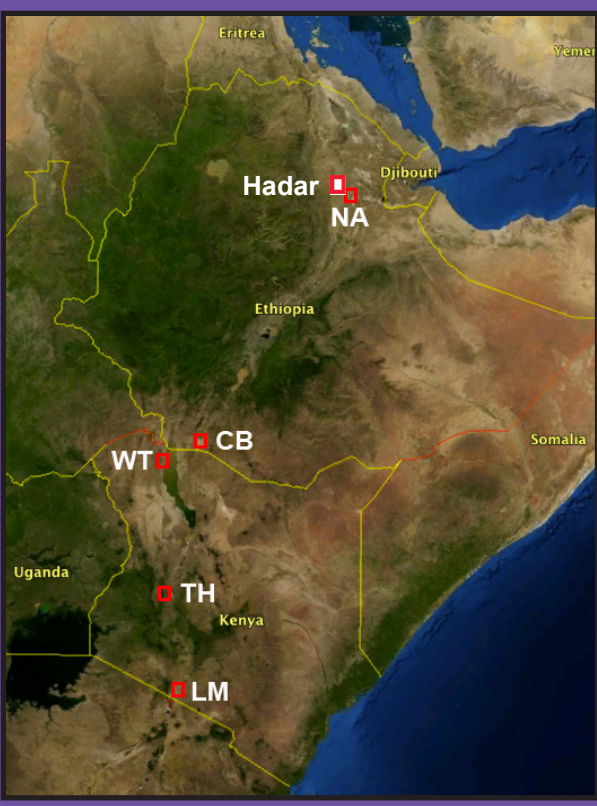 Eritrea
Yemen
Djibouti
Hadar
NA
Ethiopia
CB
Somalia
WT
Uganda
TH
Kenya
LM